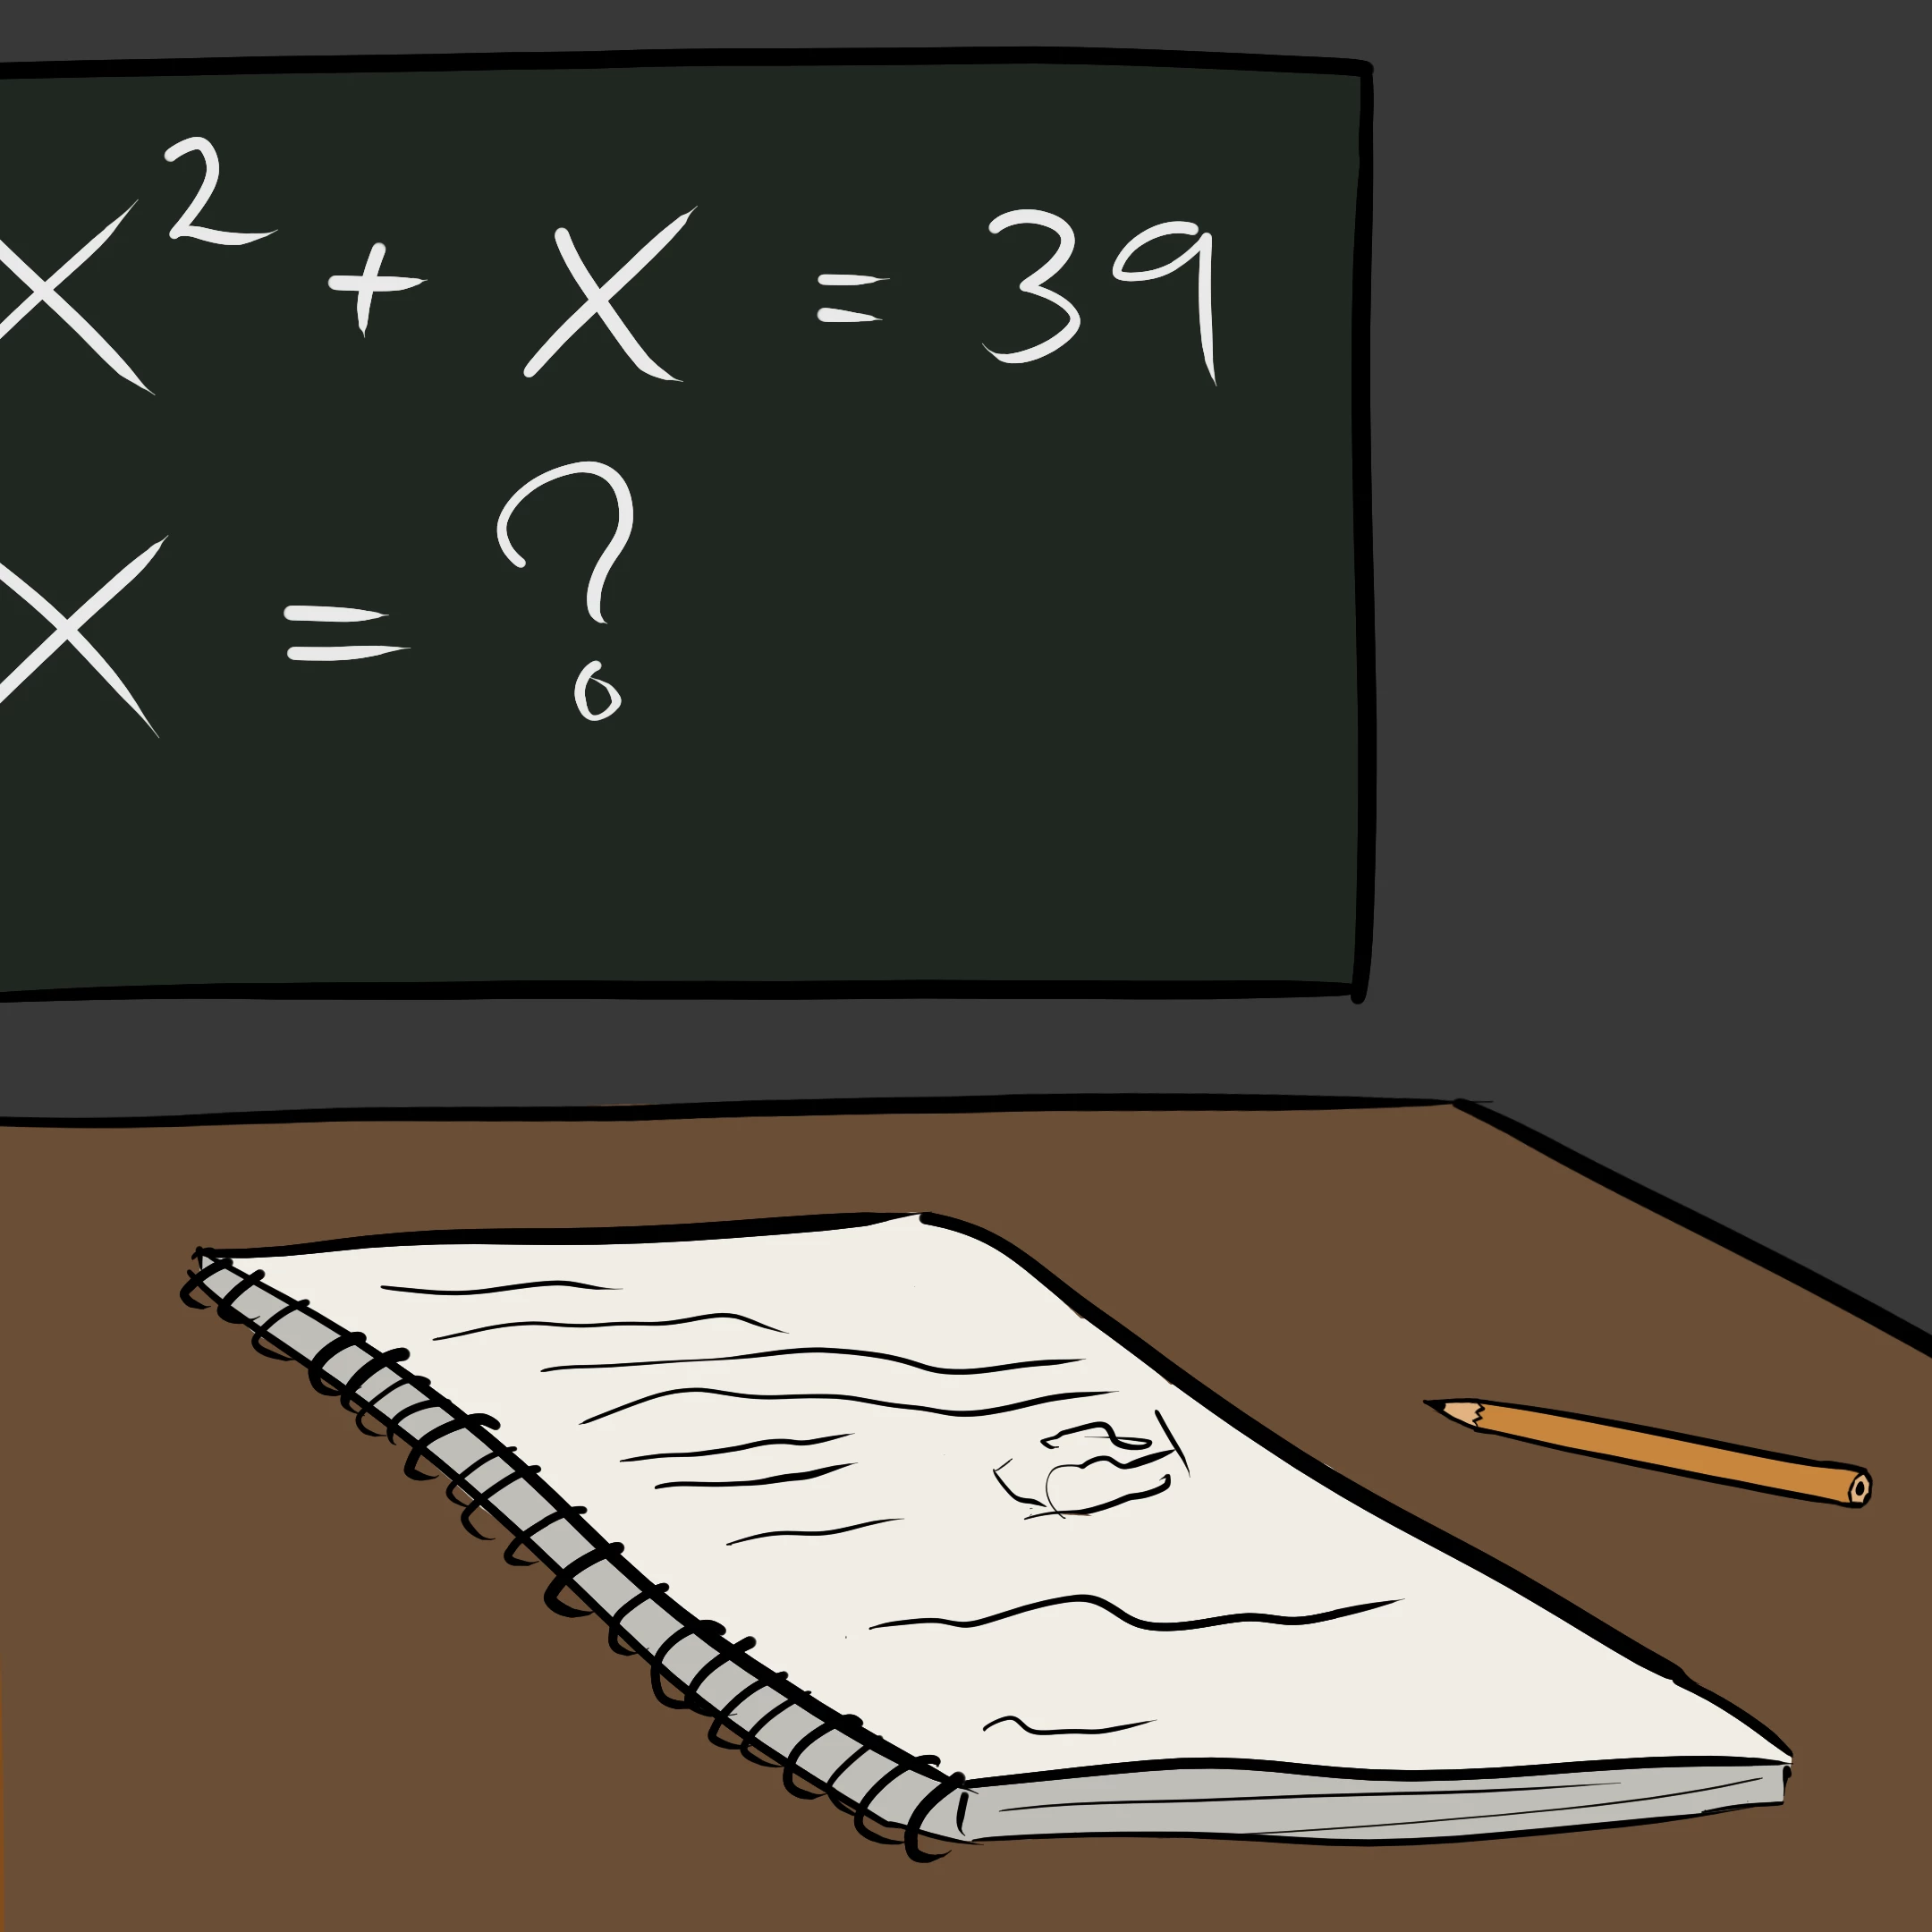 x² + x = 39
x = ?